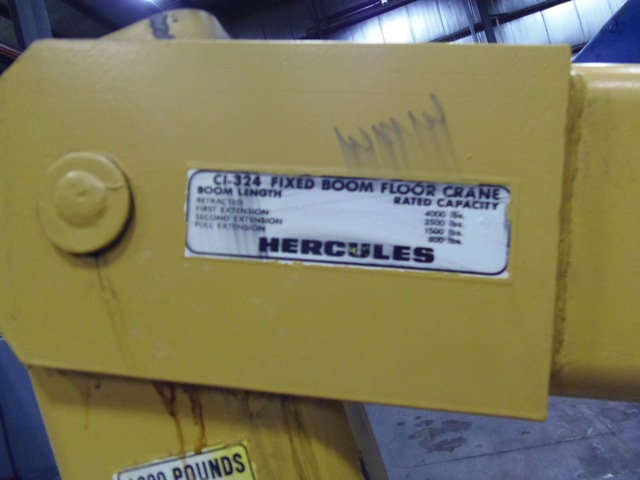 CI-324 FIXED BOOM FLOOR CRANE
BOOM LENGTH RATED CAPACITY
RETRACTED 4000 lbs.
FIRST EXTENSION 2500 lbs.
SECOND EXTENSION 1500 lbs.
FULL EXTENSION 800 lbs.
HERCULES
POUNDS